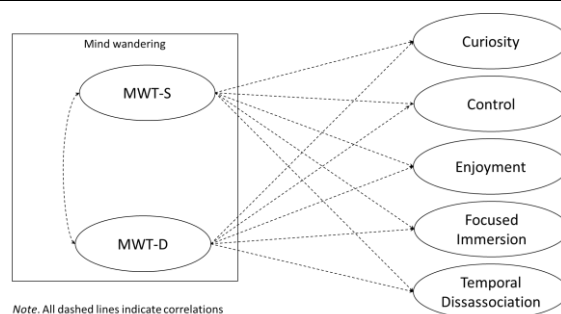 Mind wandering
MWT-S
MWT-D
Curiosity
Control
Enjoyment
Focused
Immersion
Temporal
Dissassociation
Note. All dashed lines indicate correlations